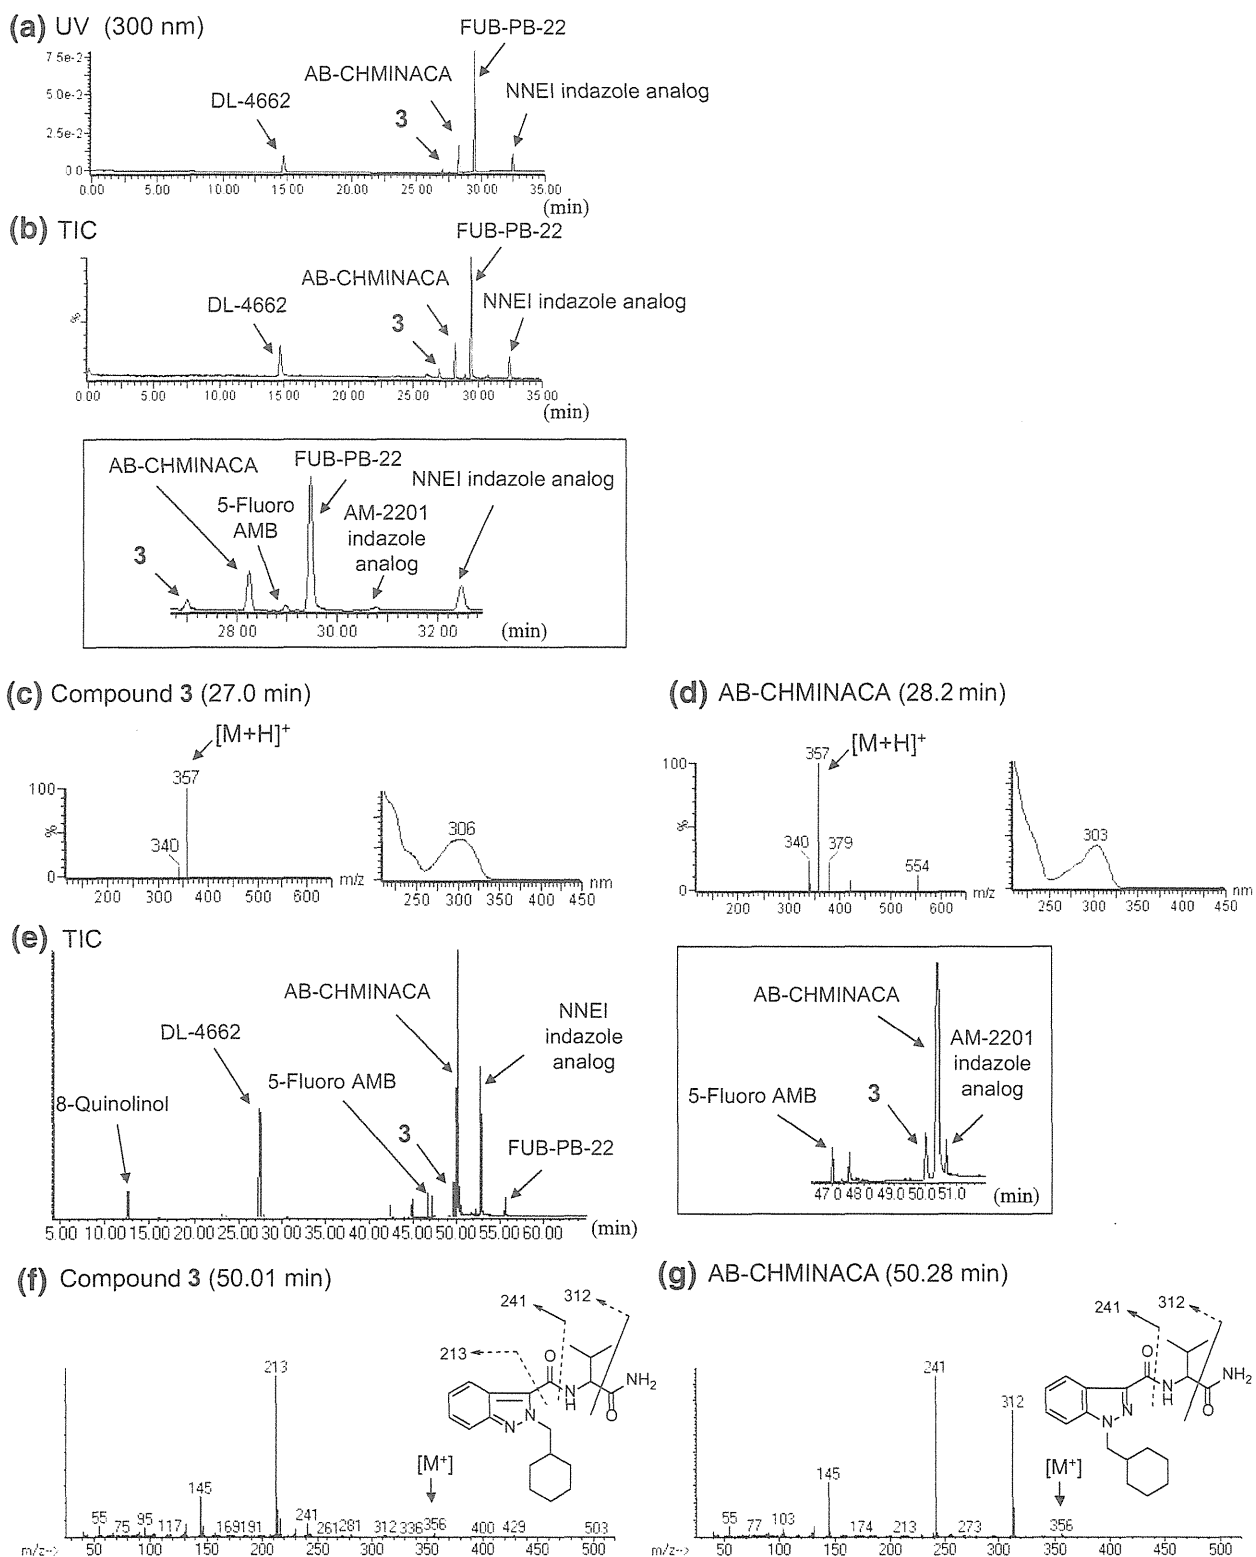 (a) UV (300 nm)
FUB-PB-22
AB-CHMINACA
NNEI indazole analog
DL-4662
3
7 5e-2
5 0e-2
2 5e-2
0 0
0.00 5.00 10.00 15 00 20 00 25 00 30.00 35.00
(min)
(b) TIC
FUB-PB-22
AB-CHMINACA
DL-4662
NNEI indazole analog
3
%
0 00 5.00 10 00 15.00 20 00 25.00 30 00 35 00
(min)
AB-CHMINACA
FUB-PB-22
NNEI indazole analog
5-Fluoro
AMB
AM-2201
indazole
analog
3
28 00 30 00 32 00 (min)
(c) Compound 3 (27.0 min)
[M+H]+
357
100
%
340
0
200 300 400 500 600 m/z
306
250 300 350 400 450 nm
(d) AB-CHMINACA (28.2 min)
[M+H]+
357
100
%
340
379
554
0
200 300 400 500 600 m/z
303
250 300 350 400 450 nm
(e) TIC
AB-CHMINACA
NNEI
indazole
analog
DL-4662
5-Fluoro AMB
8-Quinolinol
3
FUB-PB-22
5.00 10.00 15.00 20.00 25.00 30.00 35.00 40.00 45.00 50.00 55.00 60.00 (min)
AB-CHMINACA
AM-2201
indazole
analog
5-Fluoro AMB
3
47 0 48 0 49.0 50.0 51.0 (min)
(f) Compound 3 (50.01 min)
241
312
213
O
NH2
N
H
O
N
N
213
[M+]
145
55 75 95 117 169 191 241 261 281 312 336 356 400 429 503
m/z--> 50 100 150 200 250 300 350 400 450 500
(g) AB-CHMINACA (50.28 min)
241
312
O
NH2
N
H
O
N
N
241
312
[M+]
145
55 77 103 174 213 273 356
m/z--> 50 100 150 200 250 300 350 400 450 500